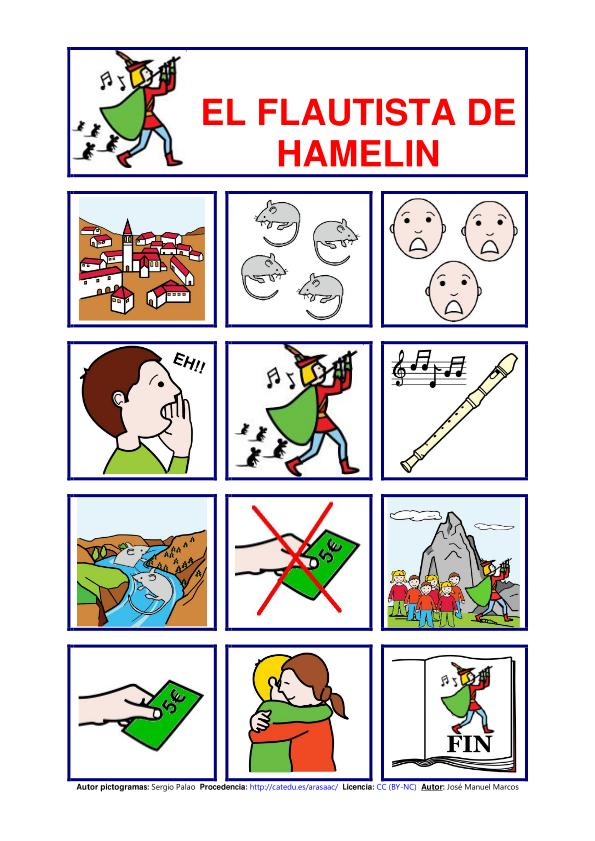 EL FLAUTISTA DE
HAMELIN
EH!!
5€
5€
FIN
Autor pictogramas: Sergio Palao Procedencia: http://catedu.es/arasaac/ Licencia: CC (BY-NC) Autor: José Manuel Marcos